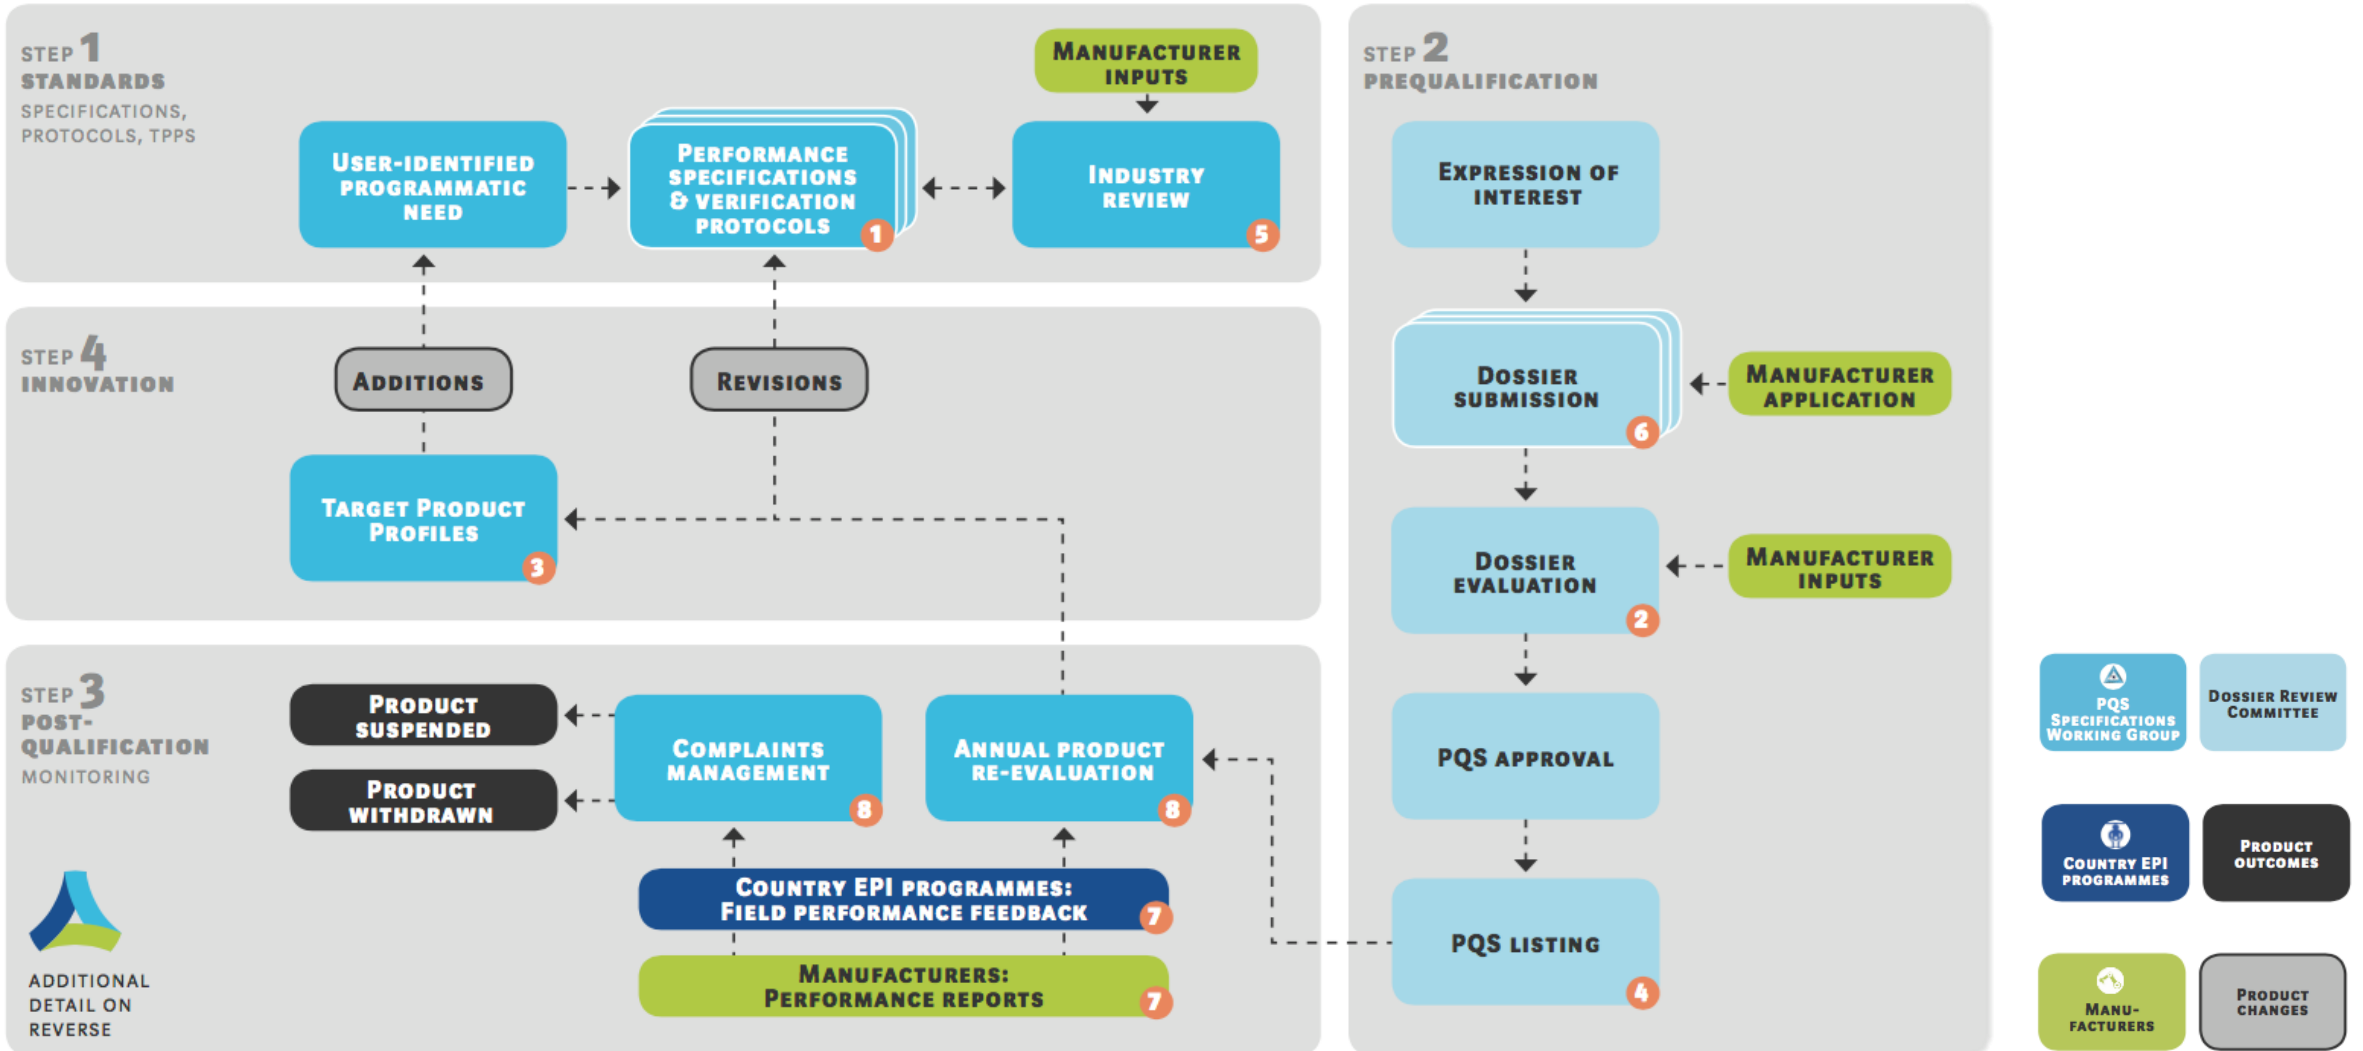 STEP 1
STANDARDS
SPECIFICATIONS,
PROTOCOLS, TPPS
MANUFACTURER
INPUTS
USER-IDENTIFIED
PROGRAMMATIC
NEED
PERFORMANCE
SPECIFICATIONS
& VERIFICATION
PROTOCOLS
1
INDUSTRY
REVIEW
5
STEP 4
INNOVATION
ADDITIONS
REVISIONS
TARGET PRODUCT
PROFILES
3
STEP 3
POST-
QUALIFICATION
MONITORING
PRODUCT
SUSPENDED
PRODUCT
WITHDRAWN
COMPLAINTS
MANAGEMENT
8
ANNUAL PRODUCT
RE-EVALUATION
8
COUNTRY EPI PROGRAMMES:
FIELD PERFORMANCE FEEDBACK
7
MANUFACTURERS:
PERFORMANCE REPORTS
7
ADDITIONAL
DETAIL ON
REVERSE
STEP 2
PREQUALIFICATION
EXPRESSION OF
INTEREST
DOSSIER
SUBMISSION
6
MANUFACTURER
APPLICATION
DOSSIER
EVALUATION
2
MANUFACTURER
INPUTS
PQS APPROVAL
PQS LISTING
4
PQS
SPECIFICATIONS
WORKING GROUP
DOSSIER REVIEW
COMMITTEE
COUNTRY EPI
PROGRAMMES
PRODUCT
OUTCOMES
MANU-
FACTURERS
PRODUCT
CHANGES